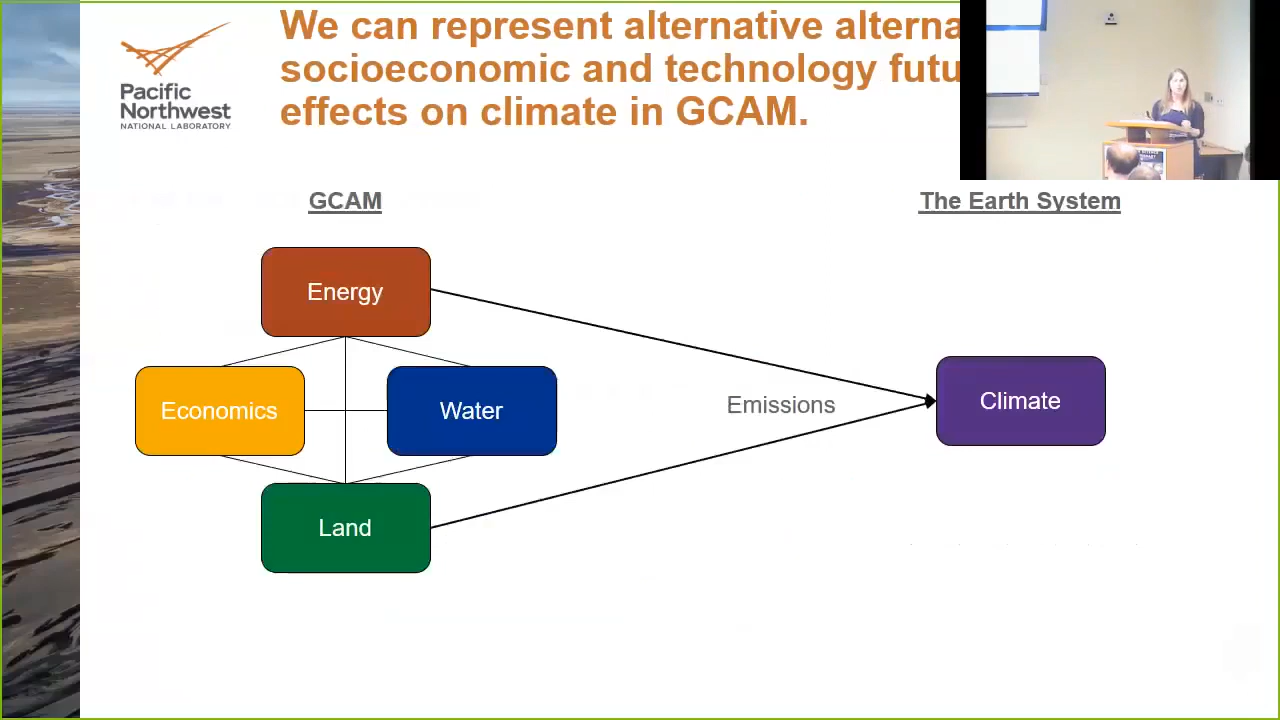 Pacific
Northwest
NATIONAL LABORATORY
We can represent alternative alterna
socioeconomic and technology futu
effects on climate in GCAM.
GCAM
The Earth System
Energy
Economics
Water
Emissions
Climate
Land